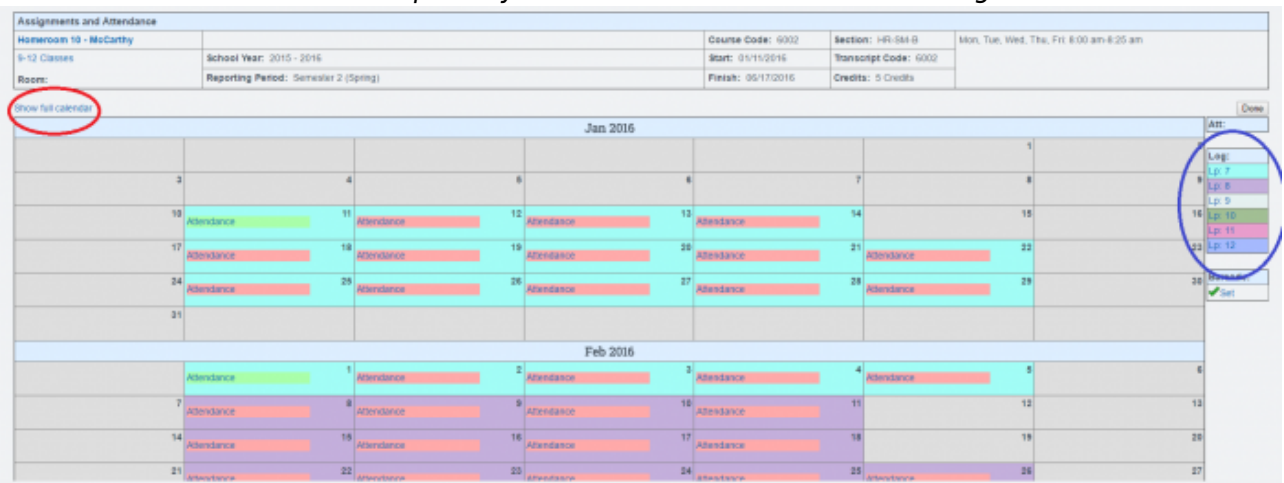 Assignments and Attendance
Homeroom 10 - McCarthy Course Code: 6002 Section: HR-SM-B Mon, Tue, Wed, Thu, Fri: 8:00 am-8:25 am
9-12 Classes School Year: 2015 - 2016 Start: 01/11/2016 Transcript Code: 6002
Room: Reporting Period: Semester 2 (Spring) Finish: 06/17/2016 Credits: 5 Credits
Show full calendar Done
Jan 2016
1
3 4 5 6 7 8 9
10 Attendance 11 Attendance 12 Attendance 13 Attendance 14 15 16
17 Attendance 18 Attendance 19 Attendance 20 Attendance 21 Attendance 22 23
24 Attendance 25 Attendance 26 Attendance 27 Attendance 28 Attendance 29 30
31
Feb 2016
Attendance 1 Attendance 2 Attendance 3 Attendance 4 Attendance 5 6
7 Attendance 8 Attendance 9 Attendance 10 Attendance 11 12 13
14 Attendance 15 Attendance 16 Attendance 17 Attendance 18 19 20
21 Attendance 22 Attendance 23 Attendance 24 Attendance 25 Attendance 26 27
Att:
Log:
Lp: 7
Lp: 8
Lp: 9
Lp: 10
Lp: 11
Lp: 12
Set